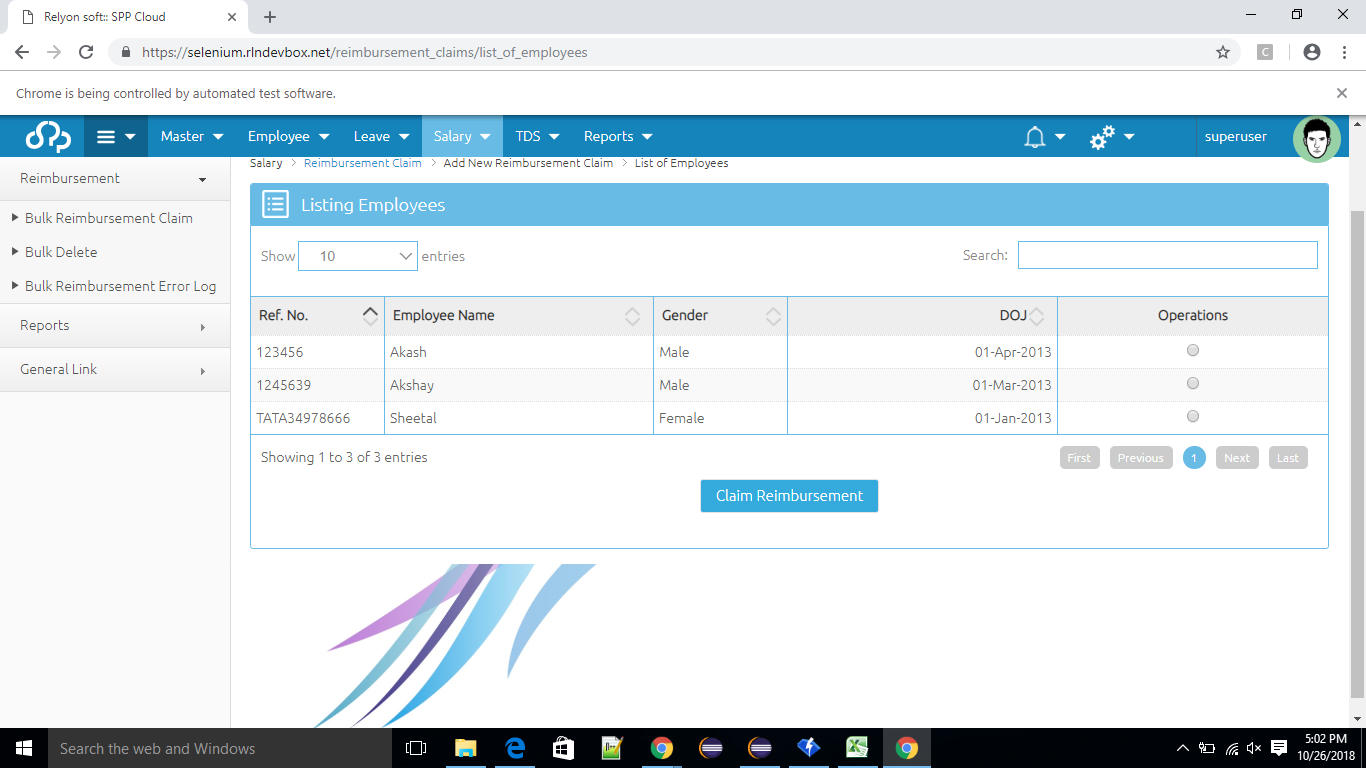 Relyon soft:: SPP Cloud
https://selenium.rlndevbox.net/reimbursement_claims/list_of_employees
C
Chrome is being controlled by automated test software.
Spp Master Employee Leave Salary TDS Reports superuser
Salary > Reimbursement Claim > Add New Reimbursement Claim > List of Employees
Reimbursement
Bulk Reimbursement Claim
Bulk Delete
Bulk Reimbursement Error Log
Reports
General Link
Listing Employees
Show 10 entries Search:
Ref. No. Employee Name Gender DOJ Operations
123456 Akash Male 01-Apr-2013
1245639 Akshay Male 01-Mar-2013
TATA34978666 Sheetal Female 01-Jan-2013
Showing 1 to 3 of 3 entries First Previous 1 Next Last
Claim Reimbursement
Search the web and Windows
5:02 PM
10/26/2018